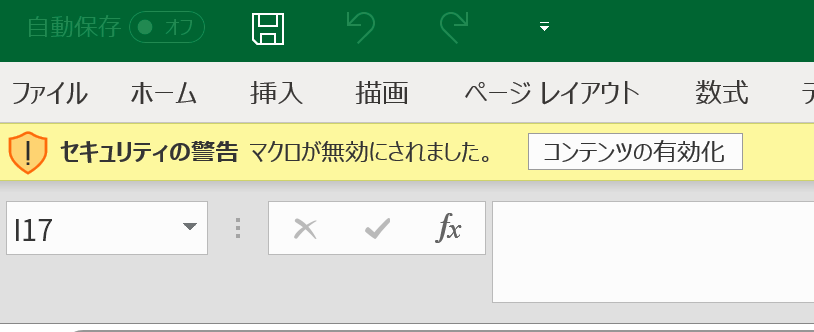 自動保存 オフ
ファイル ホーム 挿入 描画 ページ レイアウト 数式
セキュリティの警告 マクロが無効にされました。 コンテンツの有効化
I17 fx